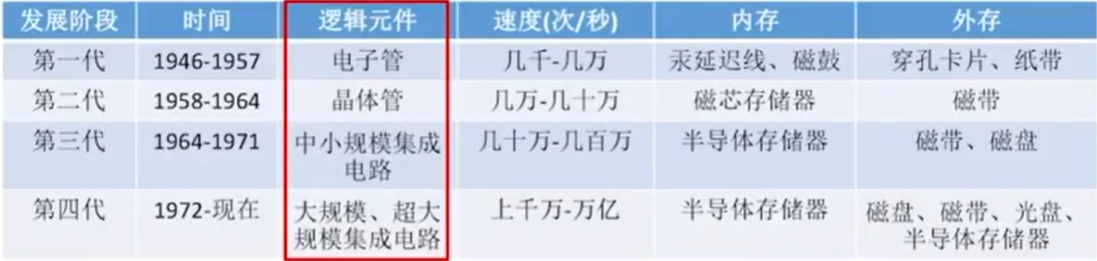 发展阶段 时间 逻辑元件 速度(次/秒) 内存 外存
第一代 1946-1957 电子管 几千-几万 汞延迟线、磁鼓 穿孔卡片、纸带
第二代 1958-1964 晶体管 几万-几十万 磁芯存储器 磁带
第三代 1964-1971 中小规模集成 几十万-几百万 半导体存储器 磁带、磁盘
电路
第四代 1972-现在 大规模、超大 上千万-万亿 半导体存储器 磁盘、磁带、光盘、
规模集成电路 半导体存储器